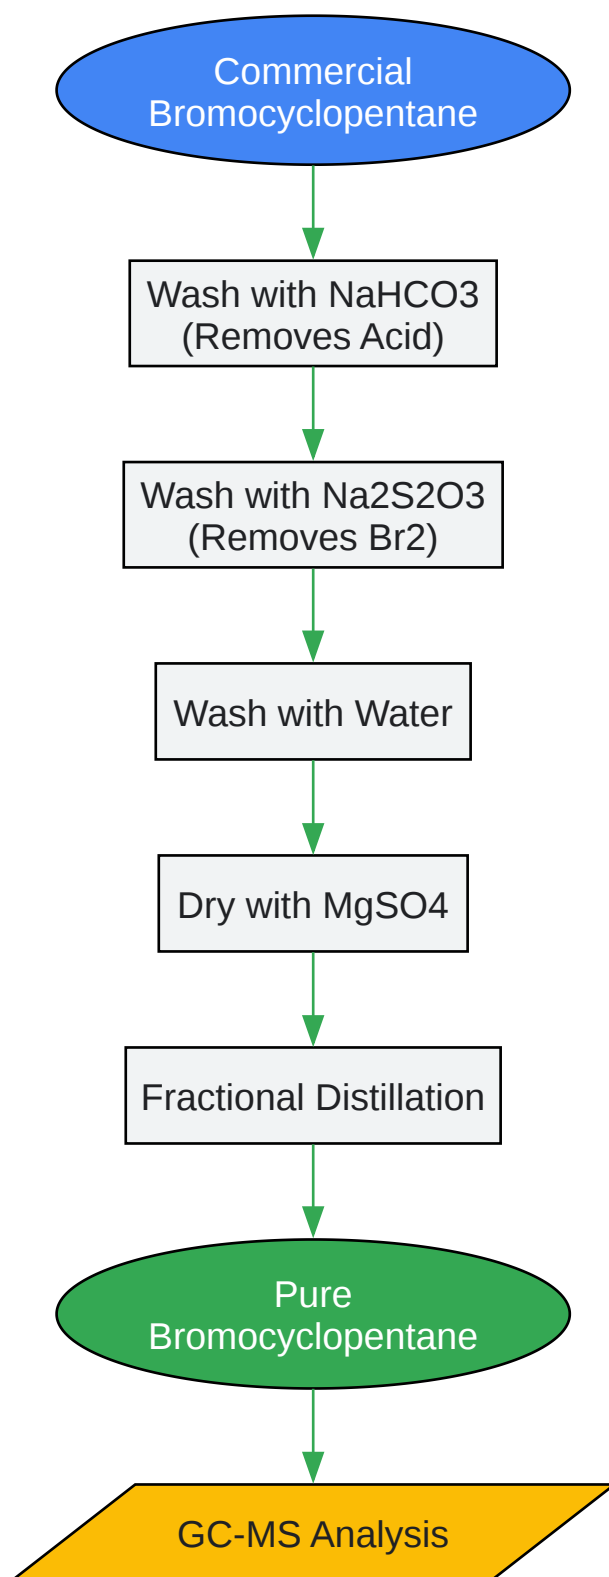 Commercial
Bromocyclopentane
Wash with NaHCO3
(Removes Acid)
Wash with Na2S2O3
(Removes Br2)
Wash with Water
Dry with MgSO4
Fractional Distillation
Pure
Bromocyclopentane
GC-MS Analysis